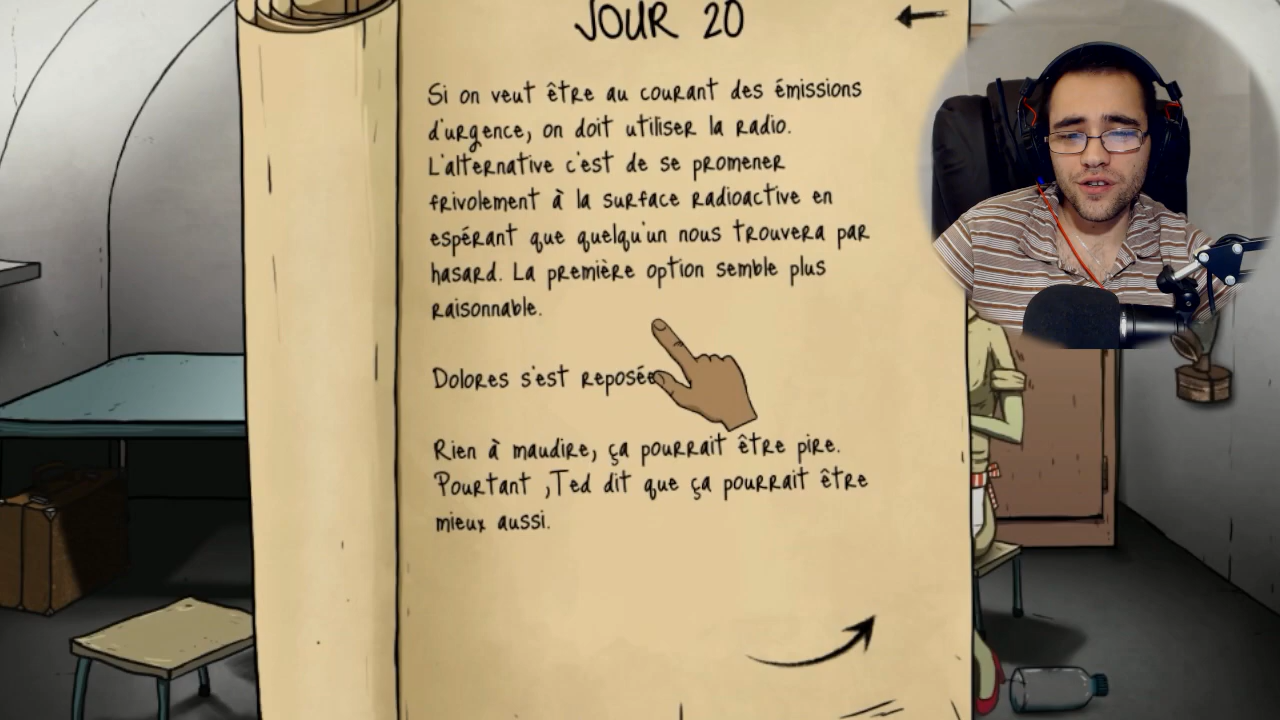 JOUR 20
Si on veut être au courant des émissions
d'urgence, on doit utiliser la radio.
L'alternative c'est de se promener
frivolement à la surface radioactive en
espérant que quelqu'un nous trouvera par
hasard. La première option semble plus
raisonnable.
Dolores s'est reposée
Rien à maudire, ça pourrait être pire.
Pourtant ,Ted dit que ça pourrait être
mieux aussi.